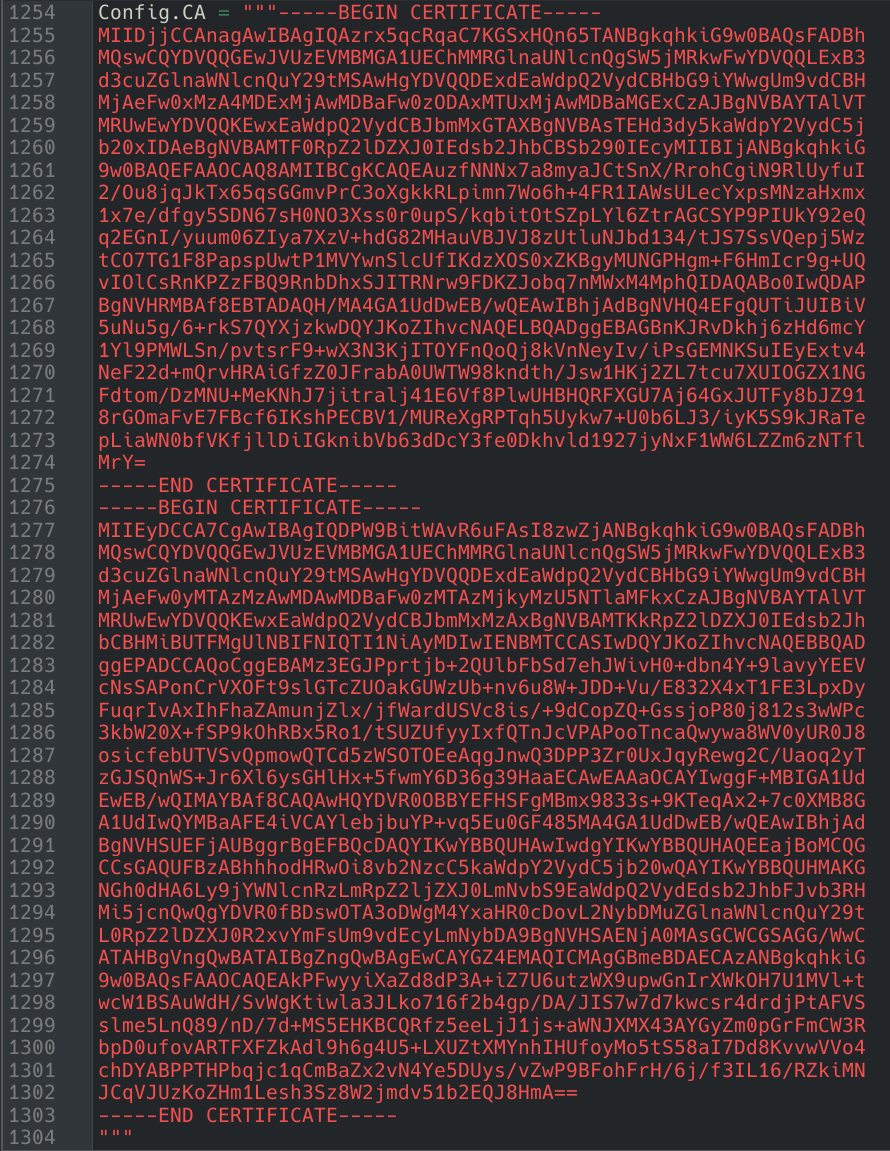 1254 Config.CA = """-----BEGIN CERTIFICATE-----
1255 MIIDjjCCAnagAwIBAgIQAzrx5qcRqaC7KGSxHQn65TANBgkqhkiG9w0BAQsFADBh
1256 MQswCQYDVQQGEwJVUzEVMBMGA1UEChMMRGlnaUNlcnQgSW5jMRkwFwYDVQQLExB3
1257 d3cuZGlnaWNlcnQuY29tMSAwHgYDVQQDExdEaWdpQ2VydCBHbG9iYWwgUm9vdCBH
1258 MjAeFw0xMzA4MDExMjAwMDBaFw0zODAxMTUxMjAwMDBaMGExCzAJBgNVBAYTAlVT
1259 MRUwEwYDVQQKEwxEaWdpQ2VydCBJbmMxGTAXBgNVBAsTEHd3dy5kaWdpY2VydC5j
1260 b20xIDAeBgNVBAMTF0RpZ2lDZXJ0IEdsb2JhbCBSb290IEcyMIIBIjANBgkqhkiG
1261 9w0BAQEFAAOCAQ8AMIIBCgKCAQEAuzfNNNx7a8myaJCtSnX/RrohCgiN9RlUyfuI
1262 2/Ou8jqJkTx65qsGGmvPrC3oXgkkRLpimn7Wo6h+4FR1IAWsULecYxpsMNzaHxmx
1263 1x7e/dfgy5SDN67sH0NO3Xss0r0upS/kqbitOtSZpLYl6ZtrAGCSYP9PIUkY92eQ
1264 q2EGnI/yuum06ZIya7XzV+hdG82MHauVBJVJ8zUtluNJbd134/tJS7SsVQepj5Wz
1265 tCO7TG1F8PapspUwtP1MVYwnSlcUfIKdzXOS0xZKBgyMUNGPHgm+F6HmIcr9g+UQ
1266 vIOlCsRnKPZzFBQ9RnbDhxSJITRNrw9FDKZJobq7nMWxM4MphQIDAQABo0IwQDAP
1267 BgNVHRMBAf8EBTADAQH/MA4GA1UdDwEB/wQEAwIBhjAdBgNVHQ4EFgQUTiJUIBiV
1268 5uNu5g/6+rkS7QYXjzkwDQYJKoZIhvcNAQELBQADggEBAGBnKJRvDkhj6zHd6mcY
1269 1Yl9PMWLSn/pvtsrF9+wX3N3KjITOYFnQoQj8kVnNeyIv/iPsGEMNKSuIEyExtv4
1270 NeF22d+mQrvHRAiGfzZ0JFrabA0UWTW98kndth/Jsw1HKj2ZL7tcu7XUIOGZX1NG
1271 Fdtom/DzMNU+MeKNhJ7jitralj41E6Vf8PlwUHBHQRFXGU7Aj64GxJUTFy8bJZ91
1272 8rGOmaFvE7FBcf6IKshPECBV1/MUReXgRPTqh5Uykw7+U0b6LJ3/iyK5S9kJRaTe
1273 pLiaWN0bfVKfjllDiIGknibVb63dDcY3fe0Dkhvld1927jyNxF1WW6LZZm6zNTfl
1274 MrY=
1275 -----END CERTIFICATE-----
1276 -----BEGIN CERTIFICATE-----
1277 MIIEyDCCA7CgAwIBAgIQDPW9BitWAvR6uFAsI8zwZjANBgkqhkiG9w0BAQsFADBh
1278 MQswCQYDVQQGEwJVUzEVMBMGA1UEChMMRGlnaUNlcnQgSW5jMRkwFwYDVQQLExB3
1279 d3cuZGlnaWNlcnQuY29tMSAwHgYDVQQDExdEaWdpQ2VydCBHbG9iYWwgUm9vdCBH
1280 MjAeFw0yMTAzMzAwMDAwMDBaFw0zMTAzMjkyMzU5NTlaMFkxCzAJBgNVBAYTAlVT
1281 MRUwEwYDVQQKEwxEaWdpQ2VydCBJbmMxMzAxBgNVBAMTKkRpZ2lDZXJ0IEdsb2Jh
1282 bCBHMiBUTFMgUlNBIFNIQTI1NiAyMDIwIENBMTCCASIwDQYJKoZIhvcNAQEBBQAD
1283 ggEPADCCAQoCggEBAMz3EGJPprtjb+2QUlbFbSd7ehJWivH0+dbn4Y+9lavyYEEV
1284 cNsSAPonCrVXOFt9slGTcZUOakGUWzUb+nv6u8W+JDD+Vu/E832X4xT1FE3LpxDy
1285 FuqrIvAxIhFhaZAmunjZlx/jfWardUSVc8is/+9dCopZQ+GssjoP80j812s3wWPc
1286 3kbW20X+fSP9kOhRBx5Ro1/tSUZUfyyIxfQTnJcVPAPooTncaQwywa8WV0yUR0J8
1287 osicfebUTVSvQpmowQTCd5zWSOTOEeAqgJnwQ3DPP3Zr0UxJqyRewg2C/Uaoq2yT
1288 zGJSQnWS+Jr6Xl6ysGHlHx+5fwmY6D36g39HaaECAwEAAaOCAYIwggF+MBIGA1Ud
1289 EwEB/wQIMAYBAf8CAQAwHQYDVR0OBBYEFHSFgMBmx9833s+9KTeqAx2+7c0XMB8G
1290 A1UdIwQYMBaAFE4iVCAYlebjbuYP+vq5Eu0GF485MA4GA1UdDwEB/wQEAwIBhjAd
1291 BgNVHSUEFjAUBggrBgEFBQcDAQYIKwYBBQUHAwIwdgYIKwYBBQUHAQEEajBoMCQG
1292 CCsGAQUFBzABhhhodHRwOi8vb2NzcC5kaWdpY2VydC5jb20wQAYIKwYBBQUHMAKG
1293 NGh0dHA6Ly9jYWNlcnRzLmRpZ2ljZXJ0LmNvbS9EaWdpQ2VydEdsb2JhbFJvb3RH
1294 Mi5jcnQwQgYDVR0fBDswOTA3oDWgM4YxaHR0cDovL2NybDMuZGlnaWNlcnQuY29t
1295 L0RpZ2lDZXJ0R2xvYmFsUm9vdEcyLmNybDA9BgNVHSAENjA0MAsGCWCGSAGG/WwC
1296 ATAHBgVngQwBATAIBgZngQwBAgEwCAYGZ4EMAQICMAgGBmeBDAECAzANBgkqhkiG
1297 9w0BAQsFAAOCAQEAkPFwyyiXaZd8dP3A+iZ7U6utzWX9upwGnIrXWkOH7U1MVl+t
1298 wcW1BSAuWdH/SvWgKtiwla3JLko716f2b4gp/DA/JIS7w7d7kwcsr4drdjPtAFVS
1299 slme5LnQ89/nD/7d+MS5EHKBCQRfz5eeLjJ1js+aWNJXMX43AYGyZm0pGrFmCW3R
1300 bpD0ufovARTFXFZkAdl9h6g4U5+LXUZtXMYnhIHUfoyMo5tS58aI7Dd8KvvwVVo4
1301 chDYABPPTHPbqjc1qCmBaZx2vN4Ye5DUys/vZwP9BFohFrH/6j/f3IL16/RZkiMN
1302 JCqVJUzKoZHm1Lesh3Sz8W2jmdv51b2EQJ8HmA==
1303 -----END CERTIFICATE-----
1304 """